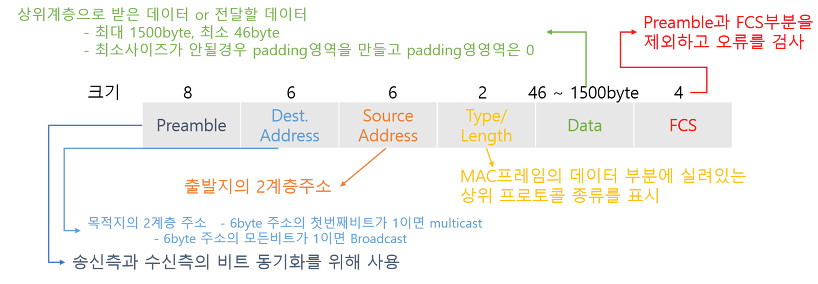 상위계층으로 받은 데이터 or 전달할 데이터
- 최대 1500byte, 최소 46byte
- 최소사이즈가 안될경우 padding영역을 만들고 padding영영역은 0
Preamble과 FCS부분을
제외하고 오류를 검사
크기 8 6 6 2 46 ~ 1500byte 4
Preamble
Dest.
Address
Source
Address
Type/
Length
Data
FCS
출발지의 2계층주소
MAC프레임의 데이터 부분에 실려있는
상위 프로토콜 종류를 표시
목적지의 2계층 주소 - 6byte 주소의 첫번째비트가 1이면 multicast
- 6byte 주소의 모든비트가 1이면 Broadcast
송신측과 수신측의 비트 동기화를 위해 사용